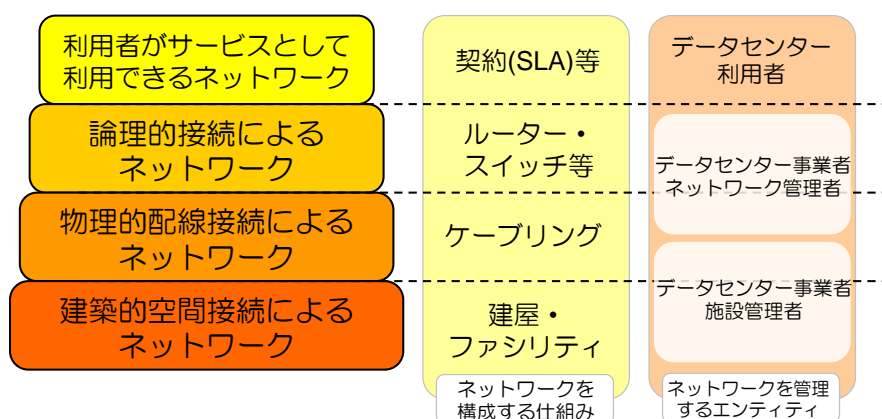 利用者がサービスとして
利用できるネットワーク
契約(SLA)等
データセンター
利用者
論理的接続による
ネットワーク
ルーター・
スイッチ等
データセンター事業者
ネットワーク管理者
物理的配線接続による
ネットワーク
ケーブリング
データセンター事業者
施設管理者
建築的空間接続による
ネットワーク
建屋・
ファシリティ
ネットワークを
構成する仕組み
ネットワークを管理
するエンティティ